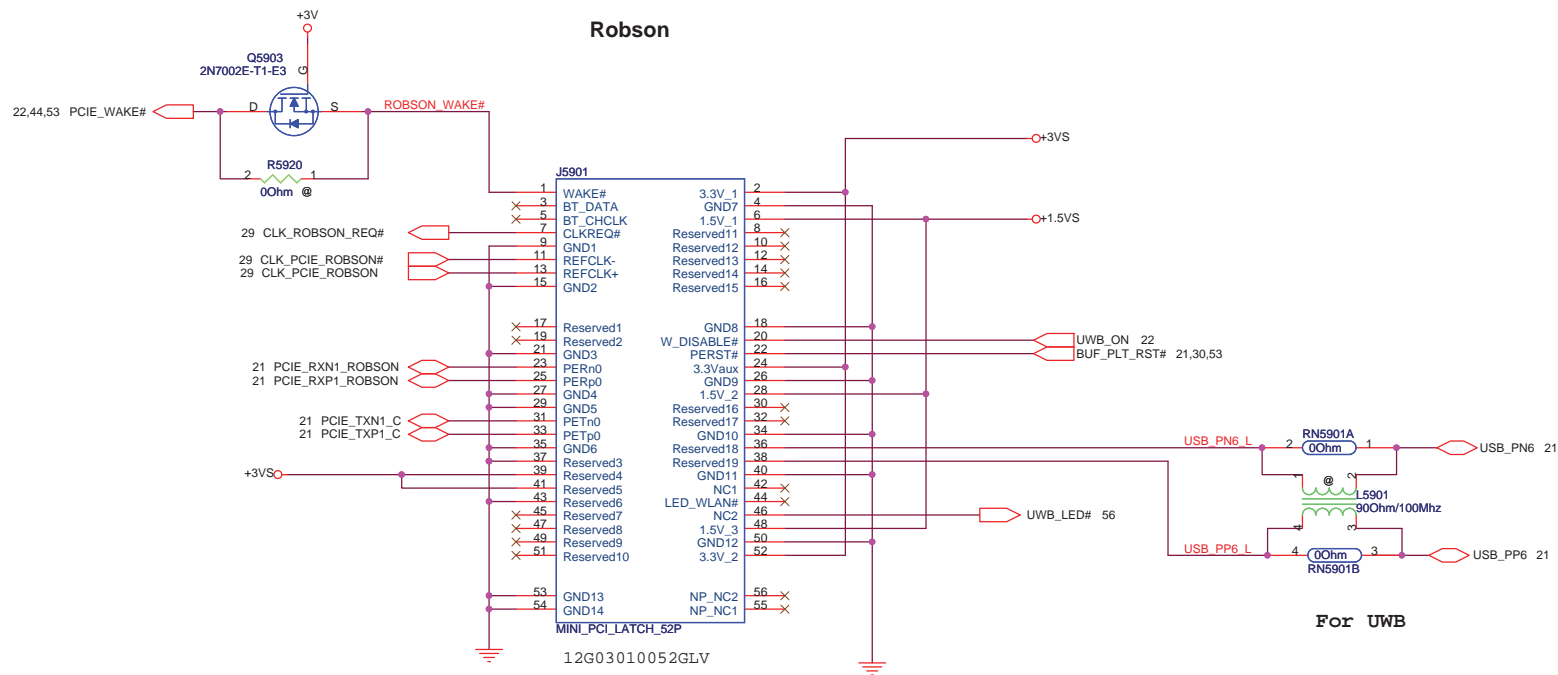 +3V
Robson
Q5903
2N7002E-T1-E3
G
D
S
22,44,53 PCIE_WAKE#
ROBSON_WAKE#
R5920
2
1
0Ohm @
+3VS
+1.5VS
J5901
1 WAKE# 3.3V_1 2
3 BT_DATA GND7 4
5 BT_CHCLK 1.5V_1 6
29 CLK_ROBSON_REQ# 7 CLKREQ# Reserved11 8
9 GND1 Reserved12 10
29 CLK_PCIE_ROBSON# 11 REFCLK- Reserved13 12
29 CLK_PCIE_ROBSON 13 REFCLK+ Reserved14 14
15 GND2 Reserved15 16
17 Reserved1 GND8 18
19 Reserved2 W_DISABLE# 20 UWB_ON 22
21 GND3 PERST# 22 BUF_PLT_RST# 21,30,53
21 PCIE_RXN1_ROBSON 23 PERn0 3.3Vaux 24
21 PCIE_RXP1_ROBSON 25 PERp0 GND9 26
27 GND4 1.5V_2 28
29 GND5 Reserved16 30
21 PCIE_TXN1_C 31 PETn0 Reserved17 32
21 PCIE_TXP1_C 33 PETp0 GND10 34
35 GND6 Reserved18 36 USB_PN6_L
37 Reserved3 Reserved19 38
+3VS 39 Reserved4 GND11 40
41 Reserved5 NC1 42
43 Reserved6 LED_WLAN# 44
45 Reserved7 NC2 46 UWB_LED# 56
47 Reserved8 1.5V_3 48
49 Reserved9 GND12 50
51 Reserved10 3.3V_2 52 USB_PP6_L
53 GND13 NP_NC2 56
54 GND14 NP_NC1 55
MINI_PCI_LATCH_52P
12G03010052GLV
RN5901A
2 0Ohm 1 USB_PN6 21
1 2
@
L5901
90Ohm/100Mhz
4 3
4 0Ohm 3 USB_PP6 21
RN5901B
For UWB